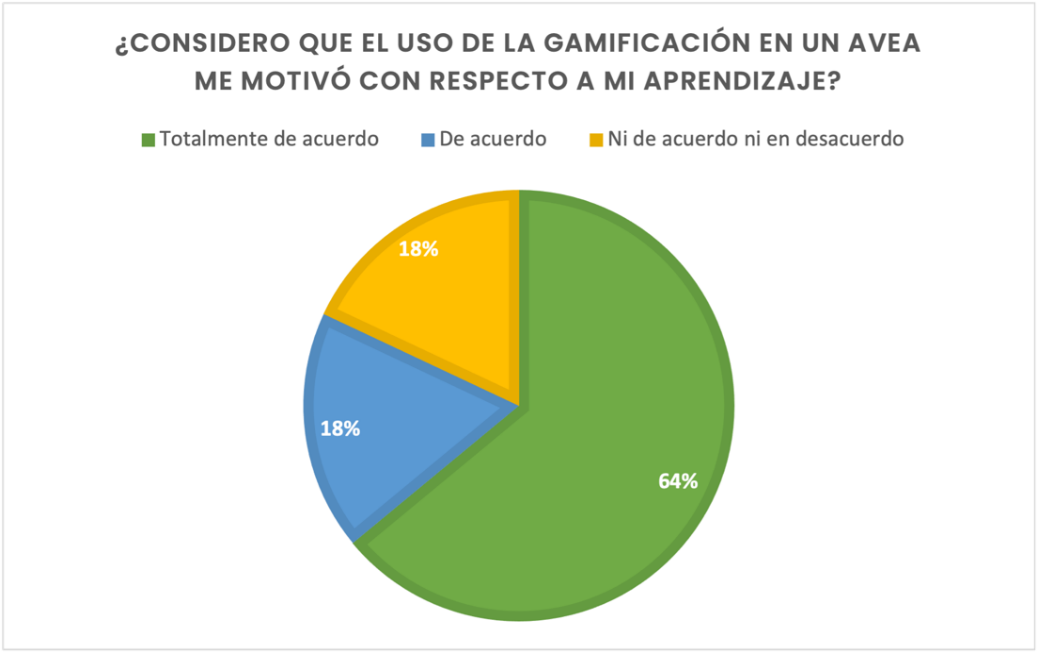 ¿CONSIDERO QUE EL USO DE LA GAMIFICACIÓN EN UN AVEA
ME MOTIVÓ CON RESPECTO A MI APRENDIZAJE?
Totalmente de acuerdo De acuerdo Ni de acuerdo ni en desacuerdo
18%
18%
64%